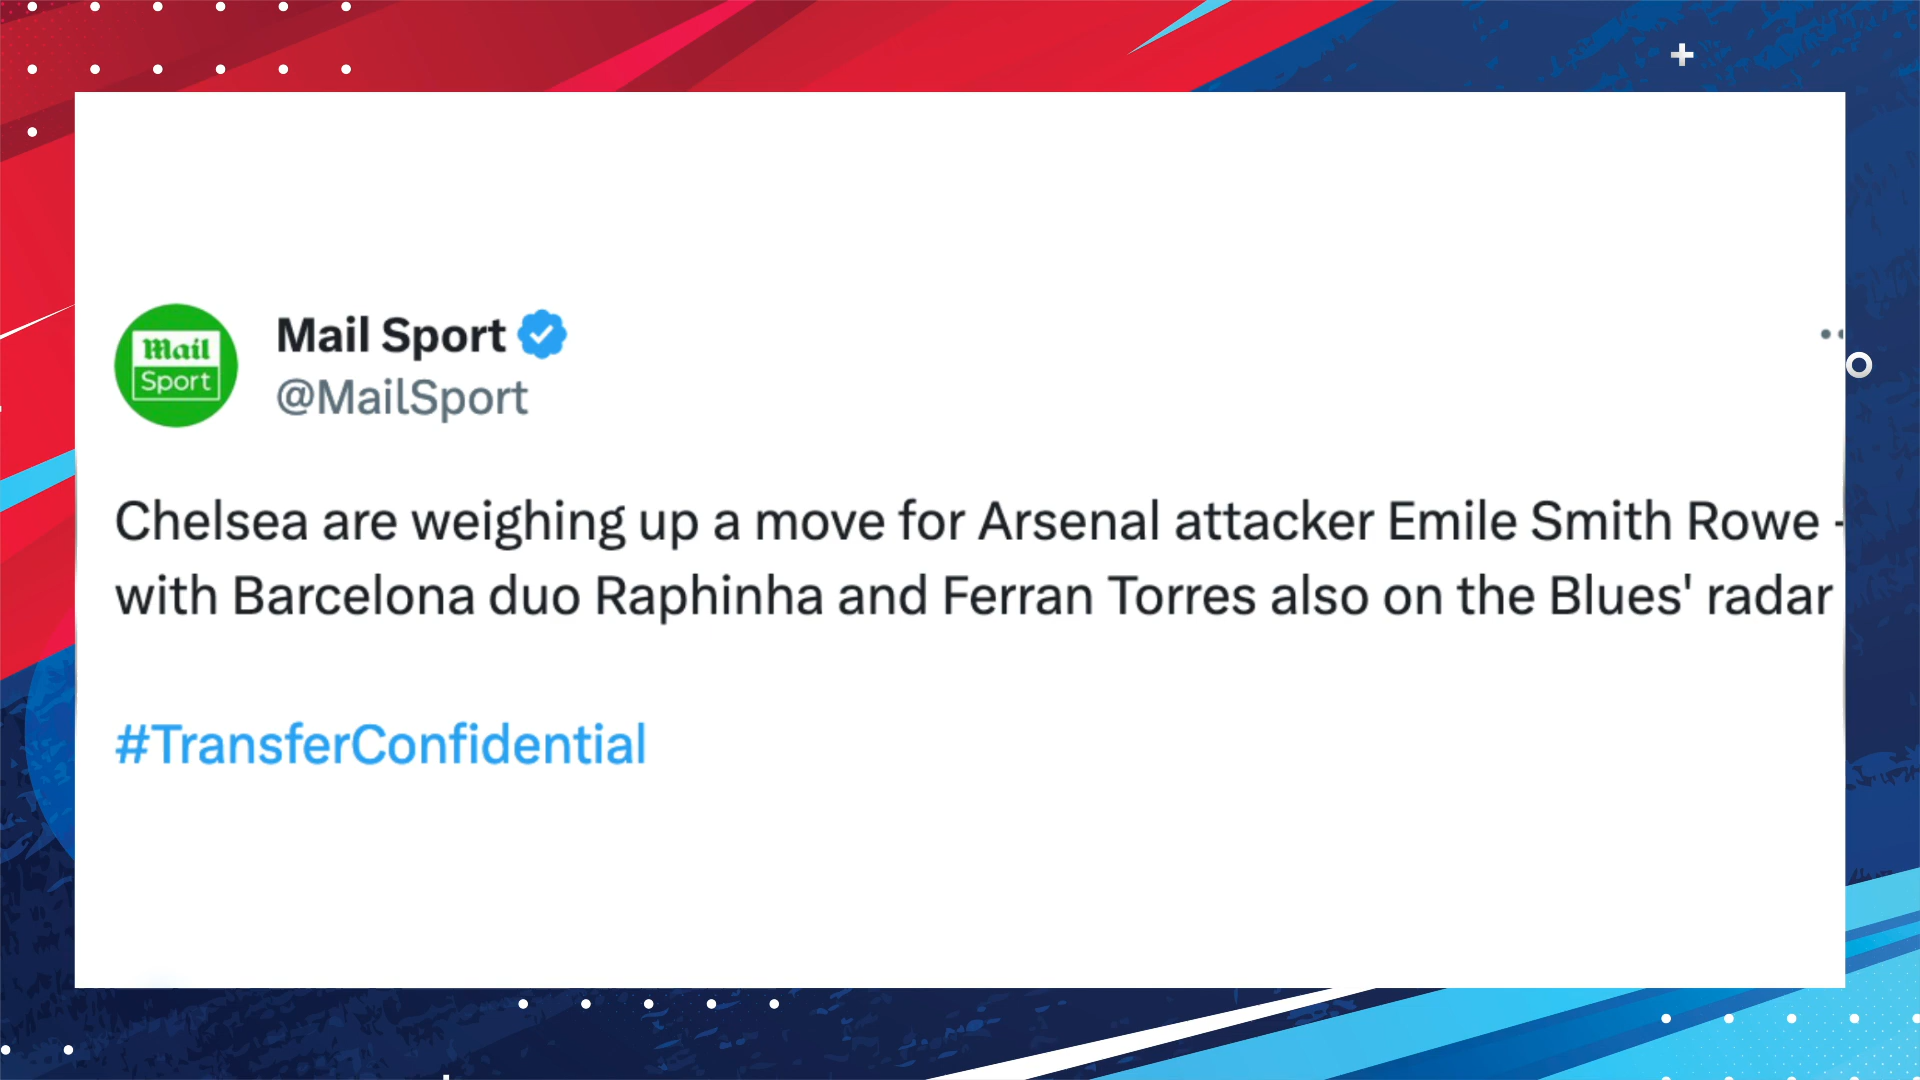 Mail
Sport
Mail Sport
@MailSport
Chelsea are weighing up a move for Arsenal attacker Emile Smith Rowe -
with Barcelona duo Raphinha and Ferran Torres also on the Blues' radar
#TransferConfidential